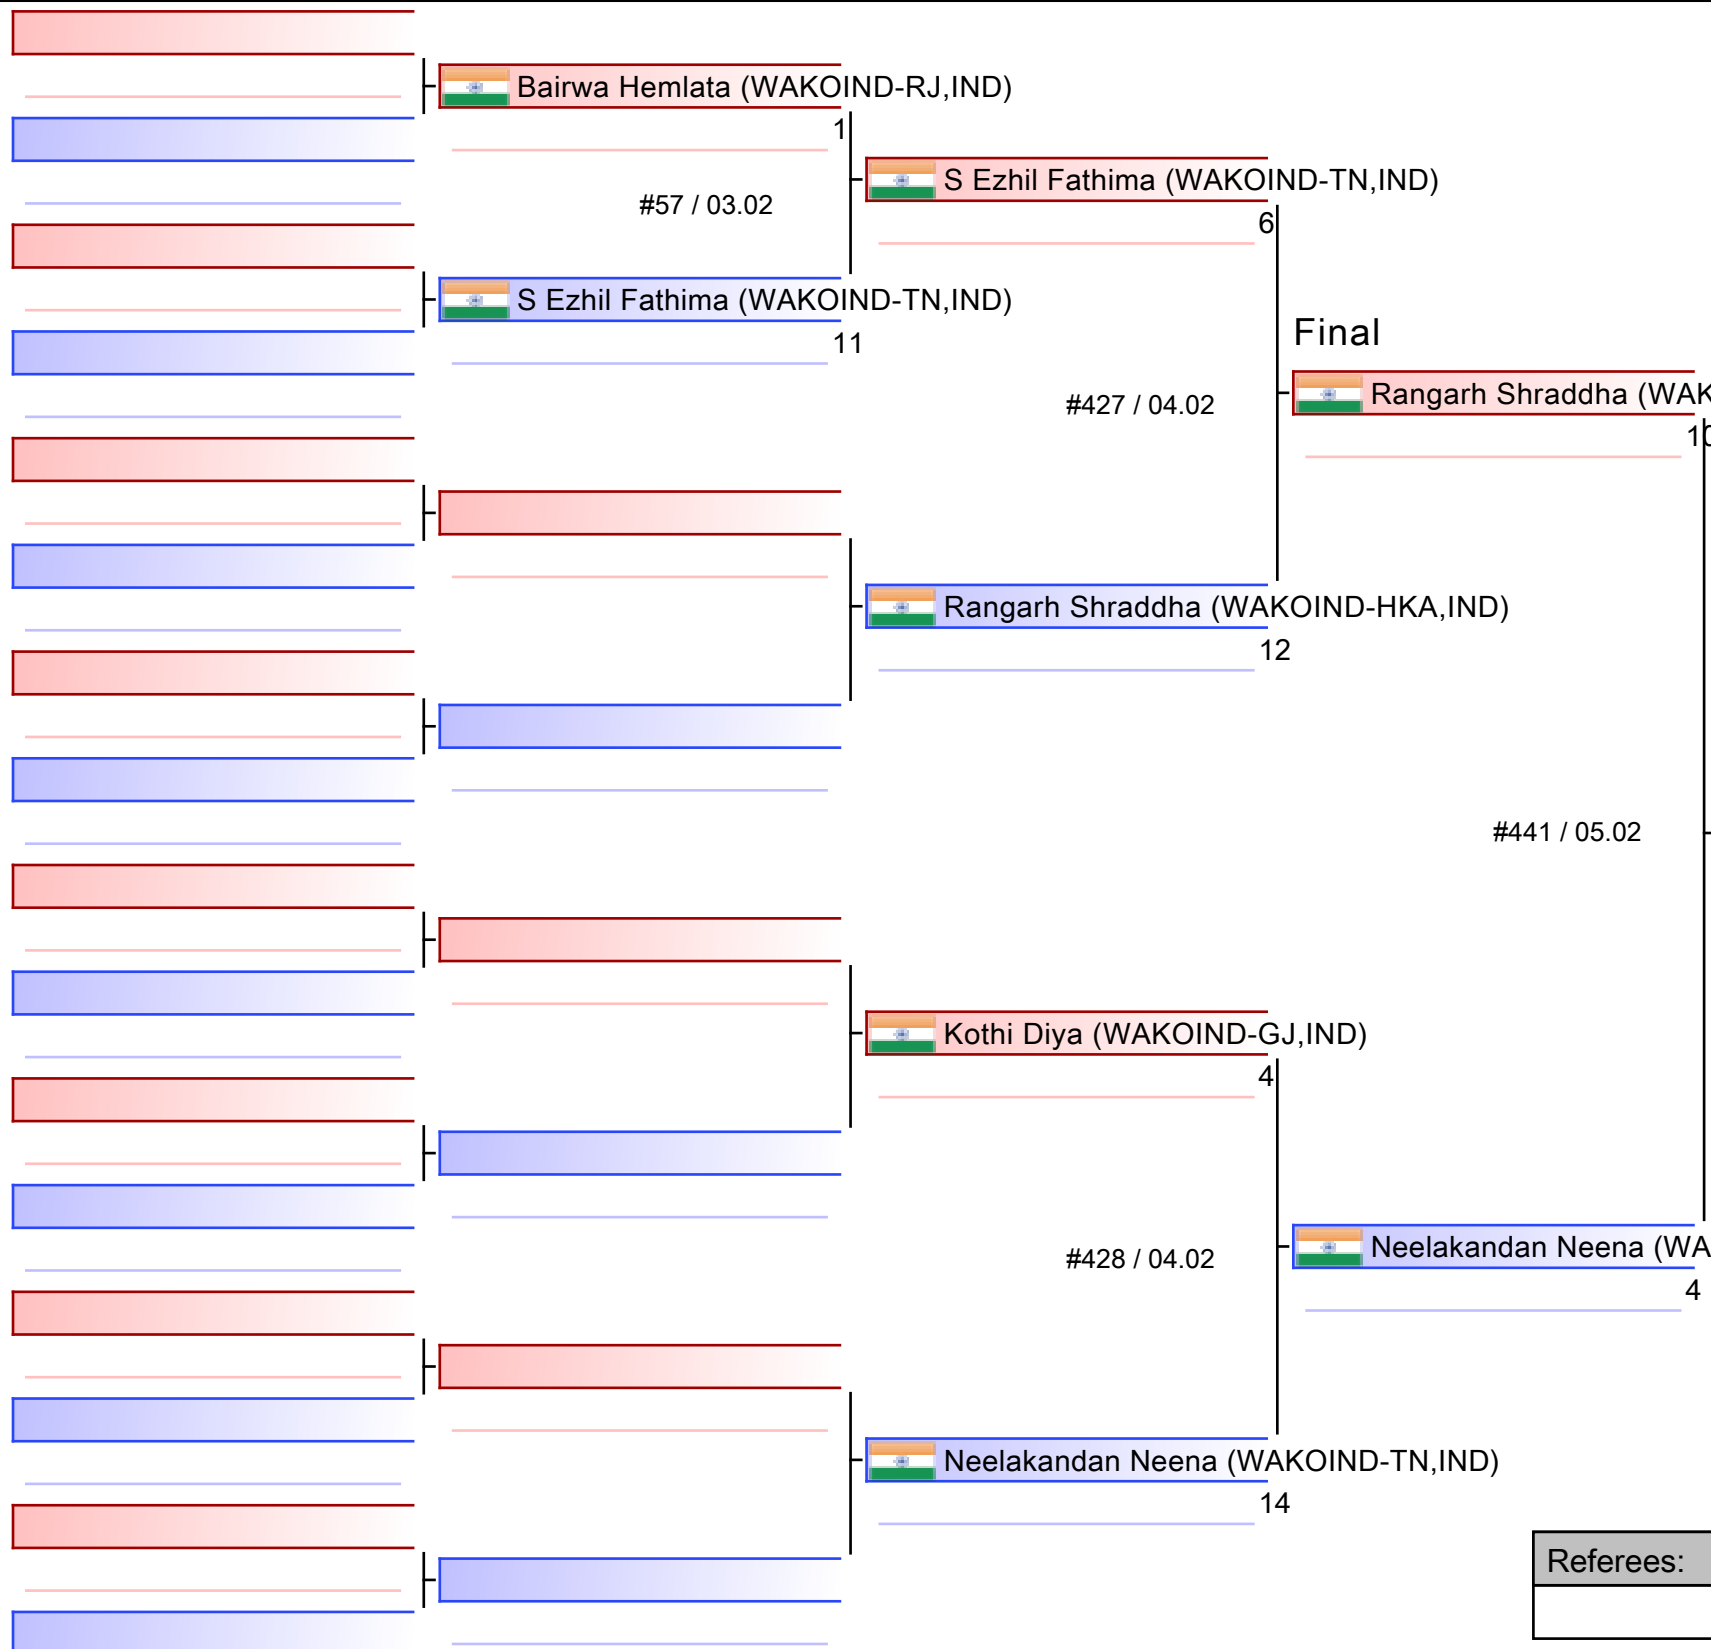 Bairwa Hemlata (WAKOIND-RJ,IND)
1
#57 / 03.02
S Ezhil Fathima (WAKOIND-TN,IND)
11
S Ezhil Fathima (WAKOIND-TN,IND)
6
#427 / 04.02
Rangarh Shraddha (WAKOIND-HKA,IND)
12
Kothi Diya (WAKOIND-GJ,IND)
4
#428 / 04.02
Neelakandan Neena (WAKOIND-TN,IND)
14
Final
Rangarh Shraddha (WAK
10
#441 / 05.02
Neelakandan Neena (WA
4
Referees: